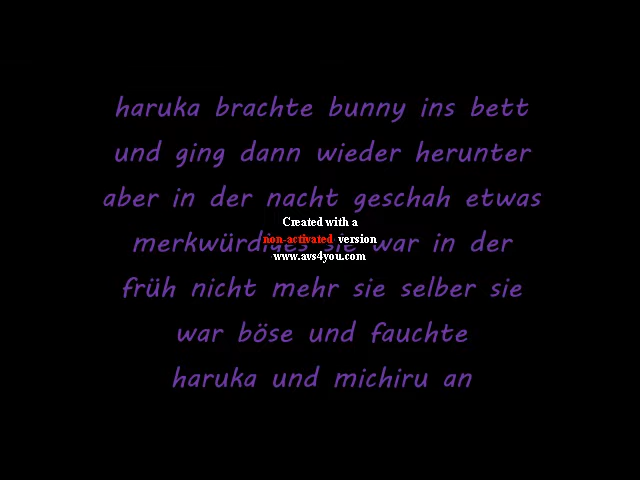 haruka brachte bunny ins bett
und ging dann wieder herunter
aber in der nacht geschah etwas
Created with a
merkwürdiges sie war in der
non-activated version
www.avs4you.com
früh nicht mehr sie selber sie
war böse und fauchte
haruka und michiru an